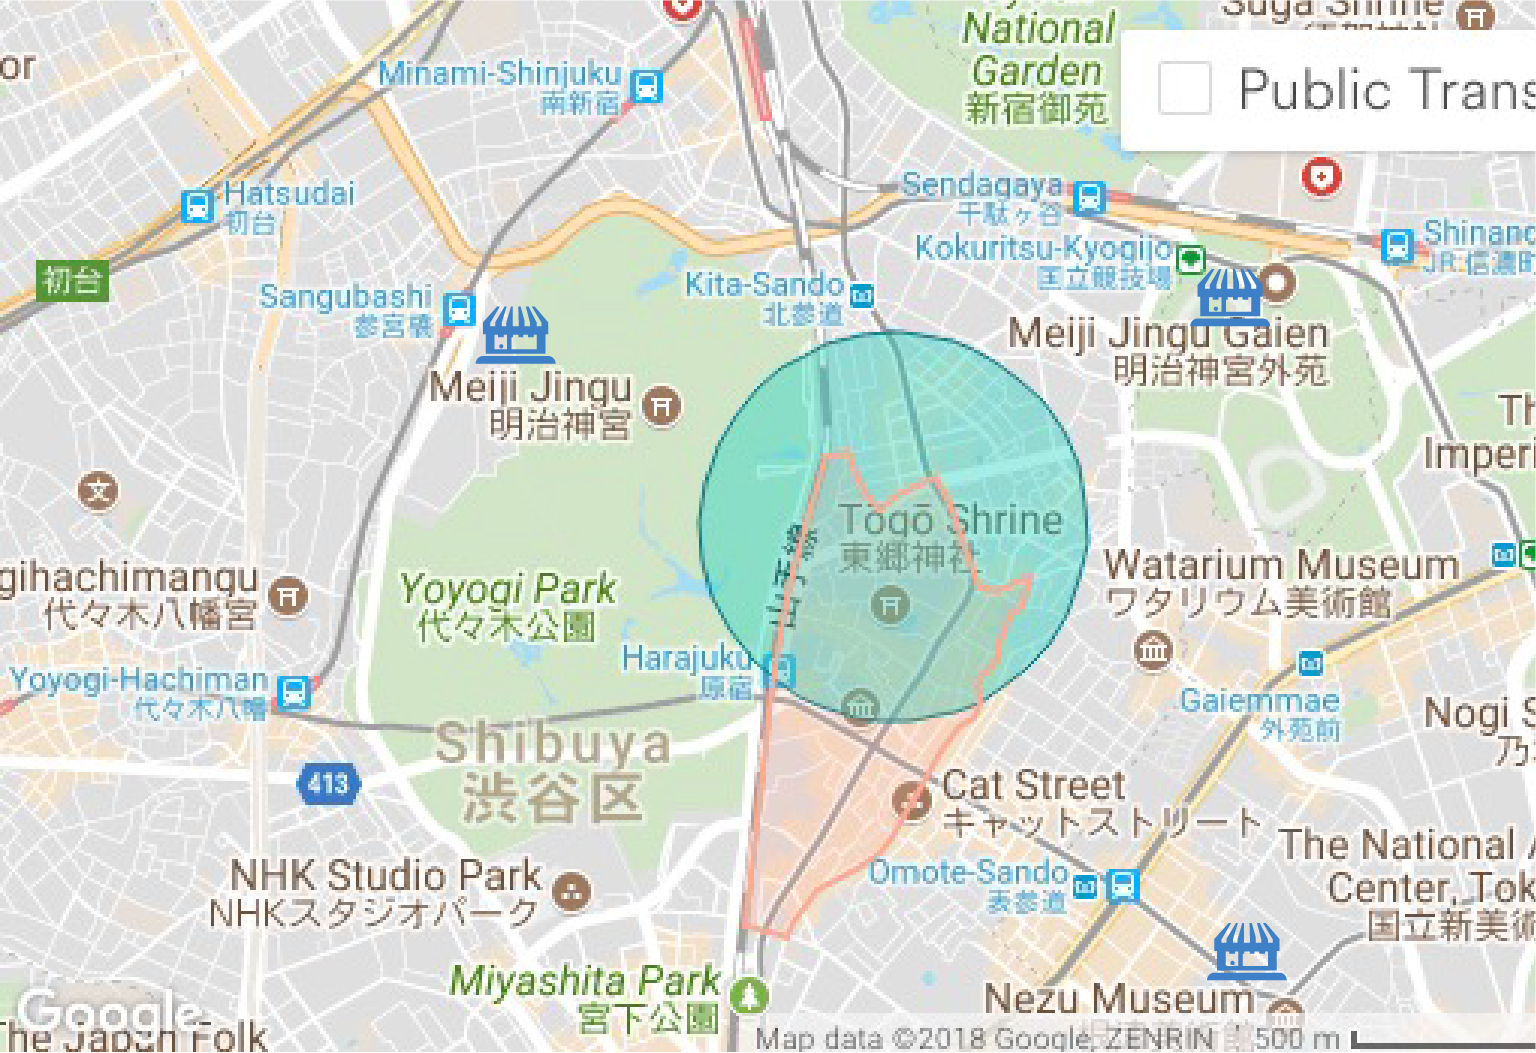 Suga Shrine
National
Garden
新宿御苑
Public Trans
or
Minami-Shinjuku
南新宿
Hatsudai
初台
初台
Sendagaya
千駄ヶ谷
Kokuritsu-Kyogijo
国立競技場
Shinano
JR 信濃町
Sangubashi
参宮橋
Kita-Sando
北参道
Meiji Jingu Gaien
明治神宮外苑
Meiji Jingu
明治神宮
Th
Imperi
文
Togō Shrine
東郷神社
山手線
Watarium Museum
ワタリウム美術館
gihachimangu
代々木八幡宮
Yoyogi Park
代々木公園
Harajuku
原宿
Yoyogi-Hachiman
代々木八幡
Gaiemmae
外苑前
Nogi S
乃
Shibuya
渋谷区
413
Cat Street
キャットストリート
The National A
Center, Tok
国立新美術
NHK Studio Park
NHKスタジオパーク
Omote-Sando
表参道
Miyashita Park
宮下公園
Nezu Museum
Google
The Japan Folk
Map data ©2018 Google, ZENRIN
500 m